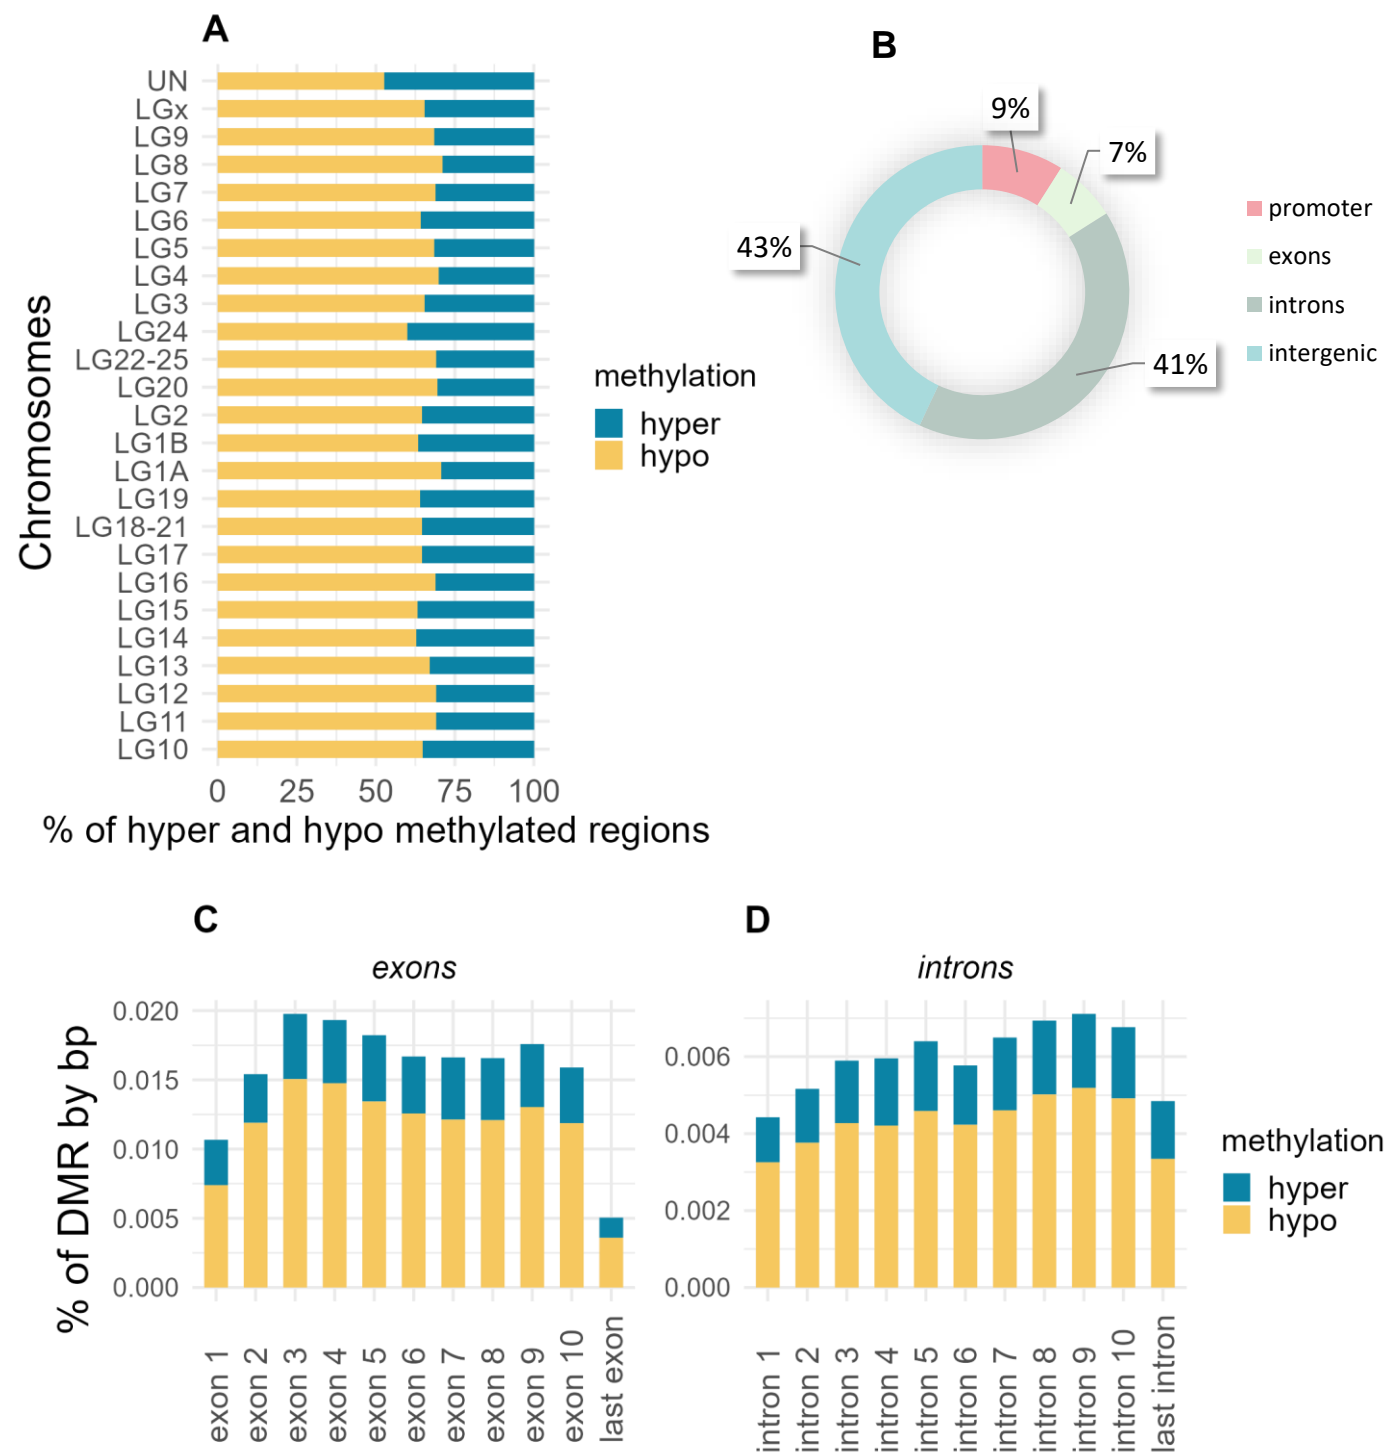 A
UN
LGx
LG9
LG8
LG7
LG6
LG5
LG4
LG3
LG24
LG22-25
LG20
LG2
LG1B
LG1A
LG19
LG18-21
LG17
LG16
LG15
LG14
LG13
LG12
LG11
LG10
Chromosomes
0 25 50 75 100
% of hyper and hypo methylated regions
methylation
hyper
hypo
B
9%
7%
43%
41%
promoter
exons
introns
intergenic
C
exons
% of DMR by bp
0.020
0.015
0.010
0.005
0.000
exon 1
exon 2
exon 3
exon 4
exon 5
exon 6
exon 7
exon 8
exon 9
exon 10
last exon
D
introns
0.006
0.004
0.002
0.000
intron 1
intron 2
intron 3
intron 4
intron 5
intron 6
intron 7
intron 8
intron 9
intron 10
last intron
methylation
hyper
hypo